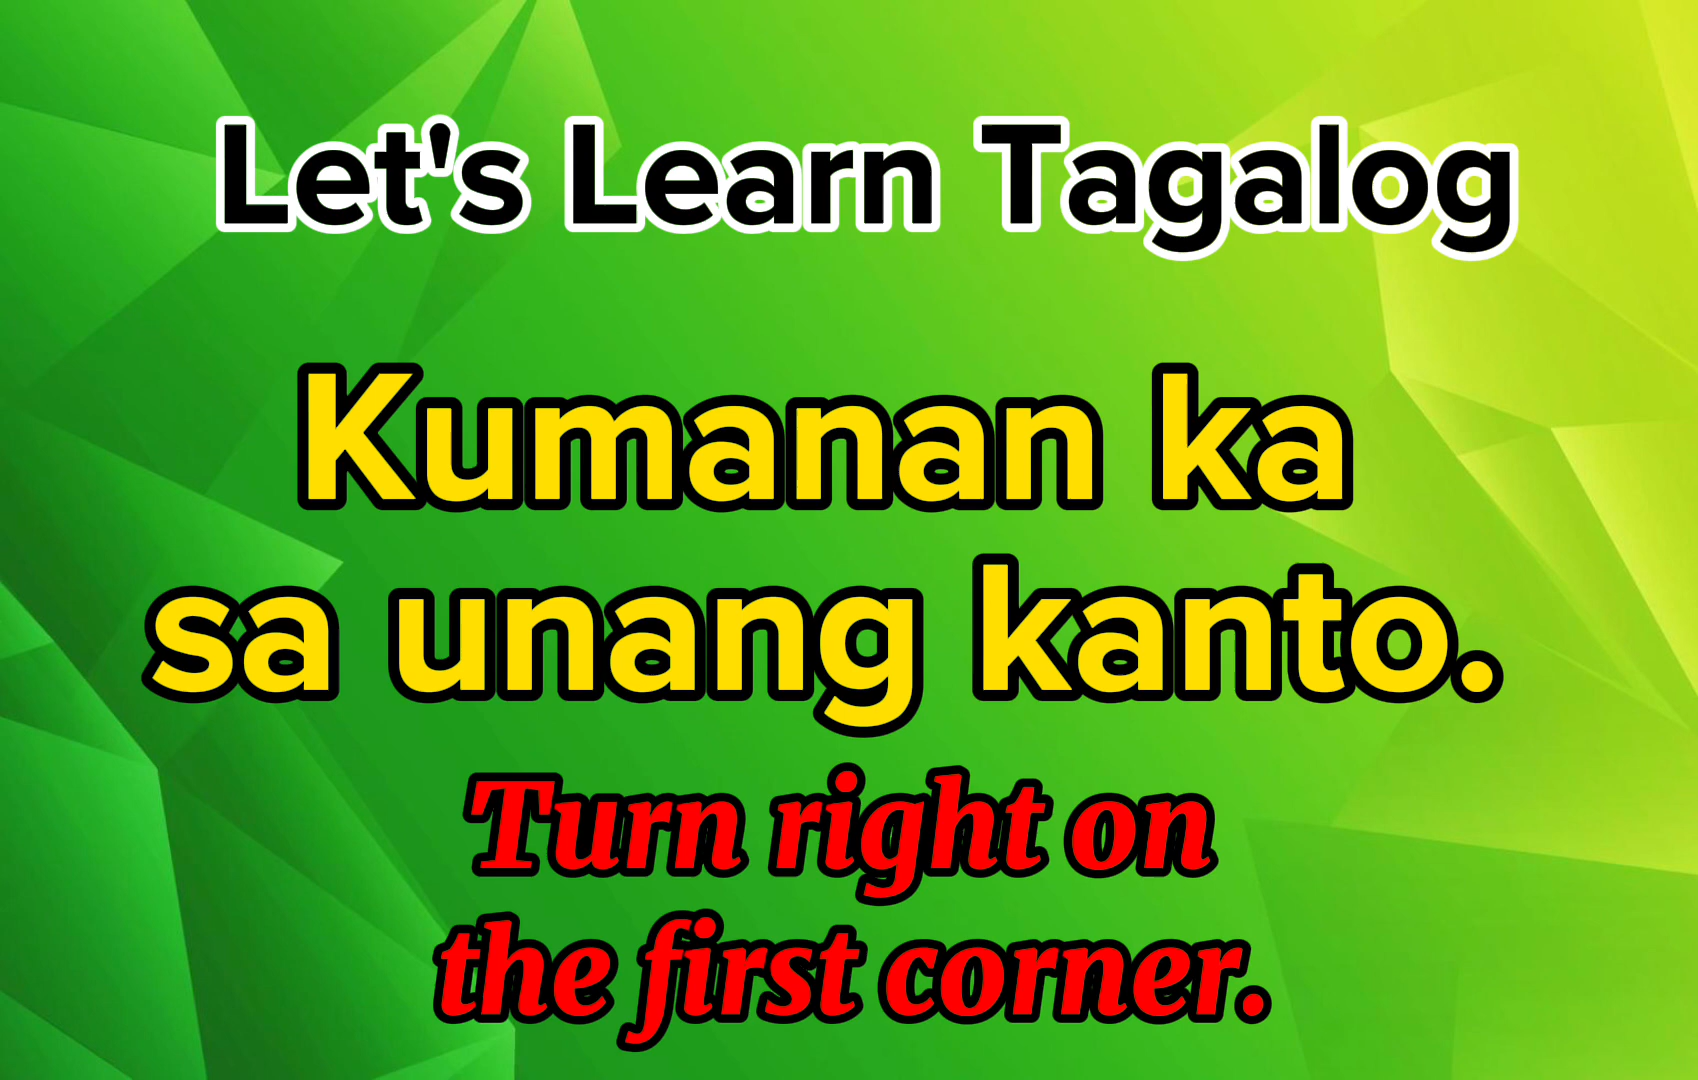 Let's Learn Tagalog
Kumanan ka
sa unang kanto.
Turn right on
the first corner.